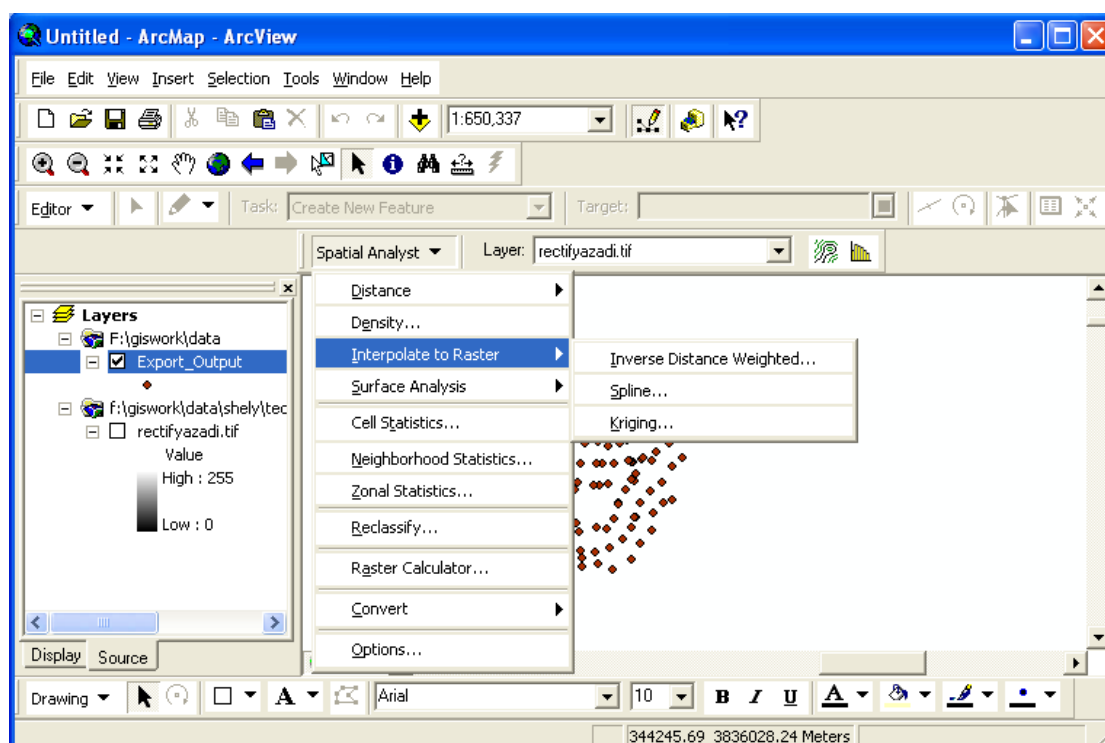 Untitled - ArcMap - ArcView
File Edit View Insert Selection Tools Window Help
1:650,337
Editor Task: Create New Feature Target:
Spatial Analyst Layer: rectifyazadi.tif
Layers
F:\giswork\data
Export_Output
f:\giswork\data\shely\tec
rectifyazadi.tif
Value
High : 255
Low : 0
Display Source
Distance
Density...
Interpolate to Raster
Surface Analysis
Cell Statistics...
Neighborhood Statistics...
Zonal Statistics...
Reclassify...
Raster Calculator...
Convert
Options...
Inverse Distance Weighted...
Spline...
Kriging...
Drawing A Arial 10 B I U A
344245.69 3836028.24 Meters